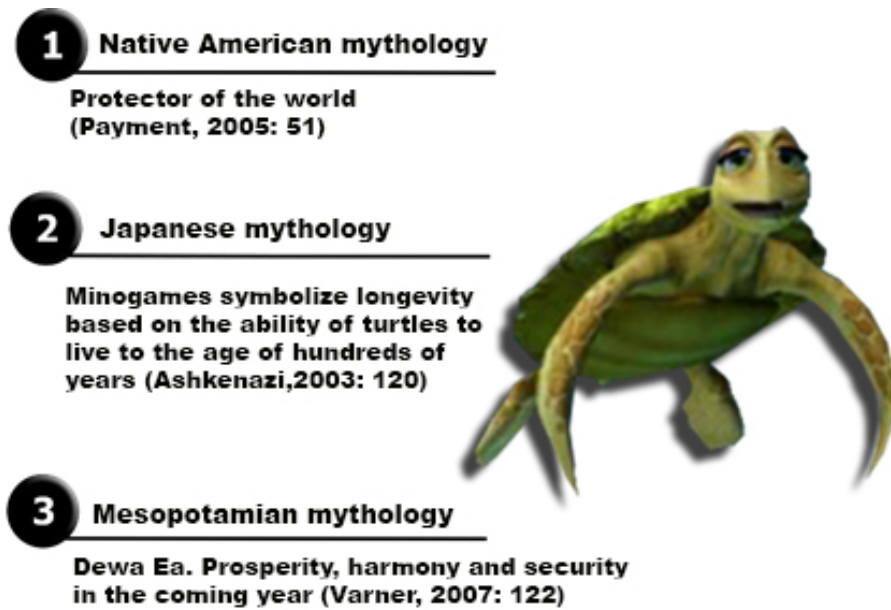 1 Native American mythology
Protector of the world
(Payment, 2005: 51)
2 Japanese mythology
Minogames symbolize longevity
based on the ability of turtles to
live to the age of hundreds of
years (Ashkenazi,2003: 120)
3 Mesopotamian mythology
Dewa Ea. Prosperity, harmony and security
in the coming year (Varner, 2007: 122)